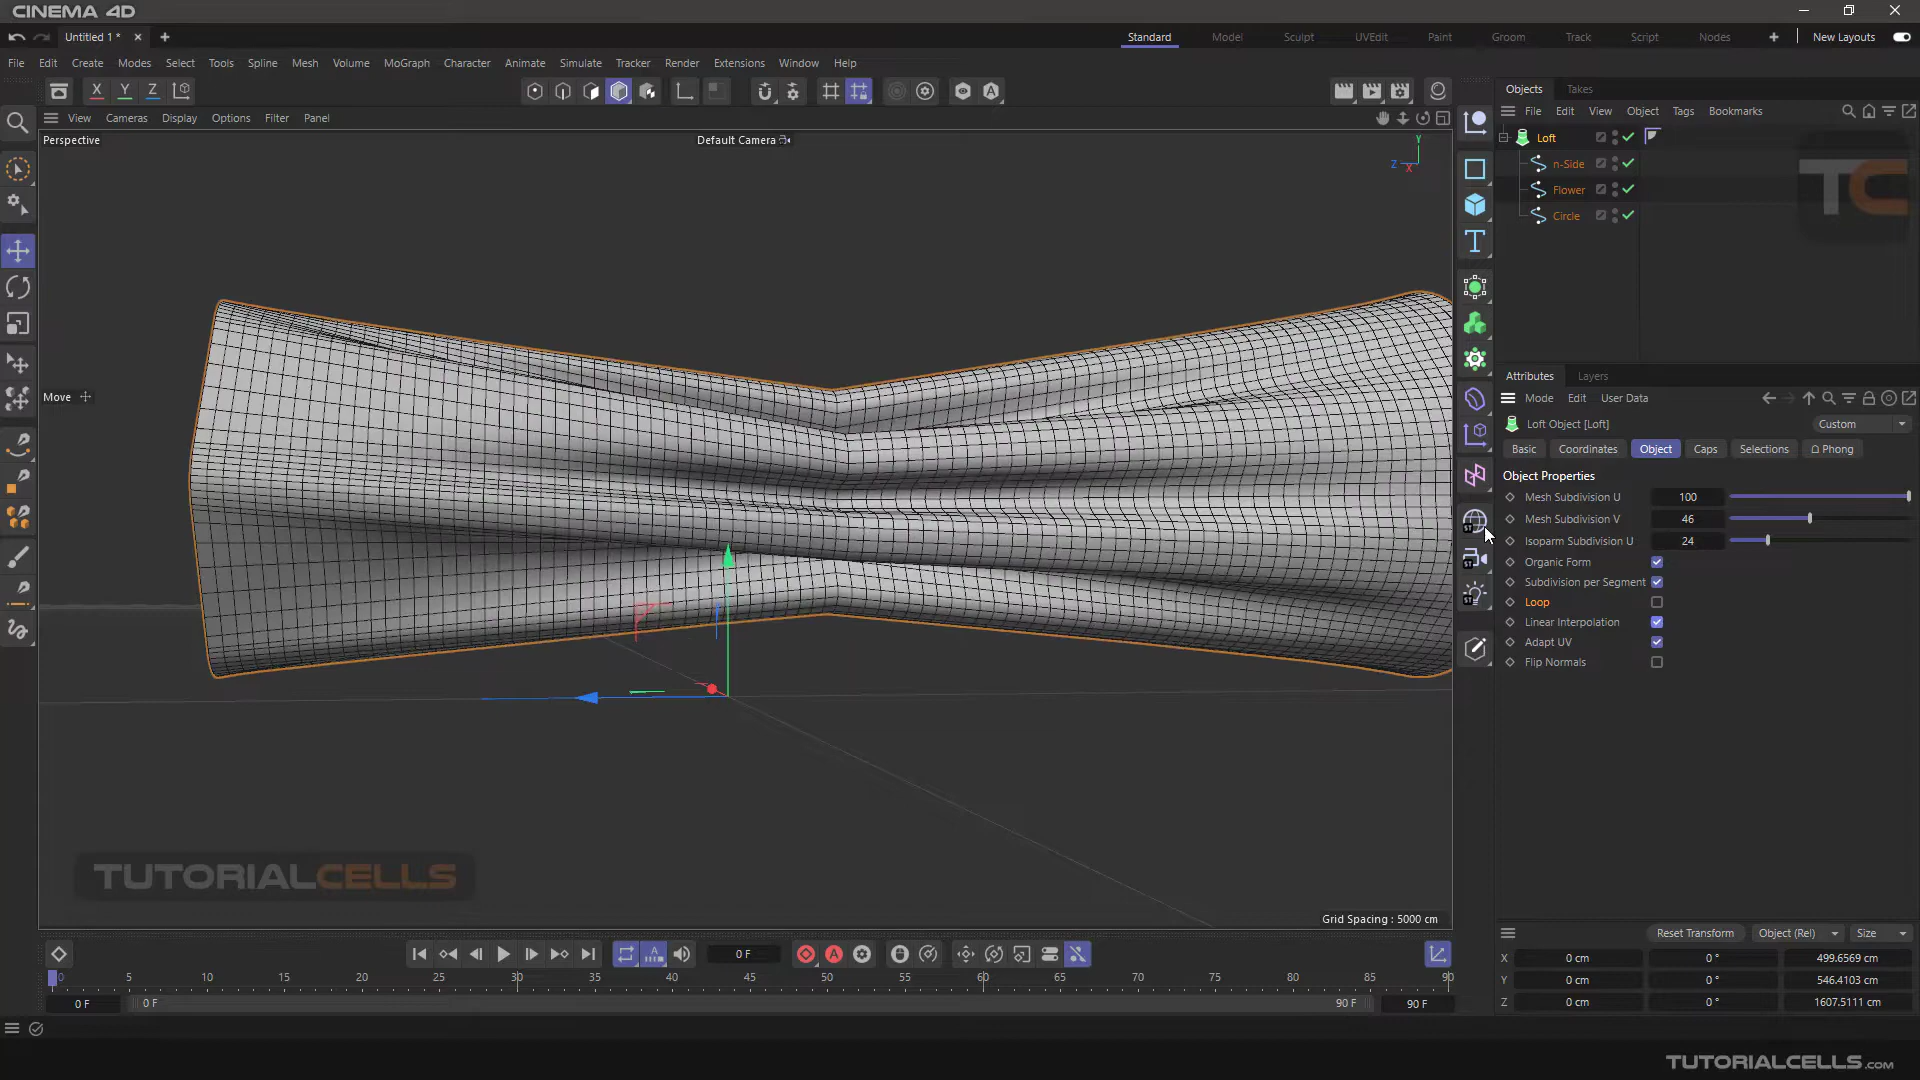 CINEMA 4D
Untitled 1 *
Standard Model Sculpt UVEdit Paint Groom Track Script Nodes New Layouts
File Edit Create Modes Select Tools Spline Mesh Volume MoGraph Character Animate Simulate Tracker Render Extensions Window Help
X Y Z
Objects Takes
View Cameras Display Options Filter Panel
File Edit View Object Tags Bookmarks
Perspective
Default Camera
Y
Z X
Loft
n-Side
Flower
Circle
TC
Move
Attributes Layers
Mode Edit User Data
Loft Object [Loft]
Custom
Basic Coordinates Object Caps Selections Phong
Object Properties
Mesh Subdivision U 100
Mesh Subdivision V 46
Isoparm Subdivision U 24
Organic Form
Subdivision per Segment
Loop
Linear Interpolation
Adapt UV
Flip Normals
TUTORIALCELLS
Grid Spacing : 5000 cm
Reset Transform Object (Rel) Size
0 F
X 0 cm 0 ° 499.6569 cm
Y 0 cm 0 ° 546.4103 cm
Z 0 cm 0 ° 1607.5111 cm
0 5 10 15 20 25 30 35 40 45 50 55 60 65 70 75 80 85 90
0 F 0 F 90 F 90 F
TUTORIALCELLS.com